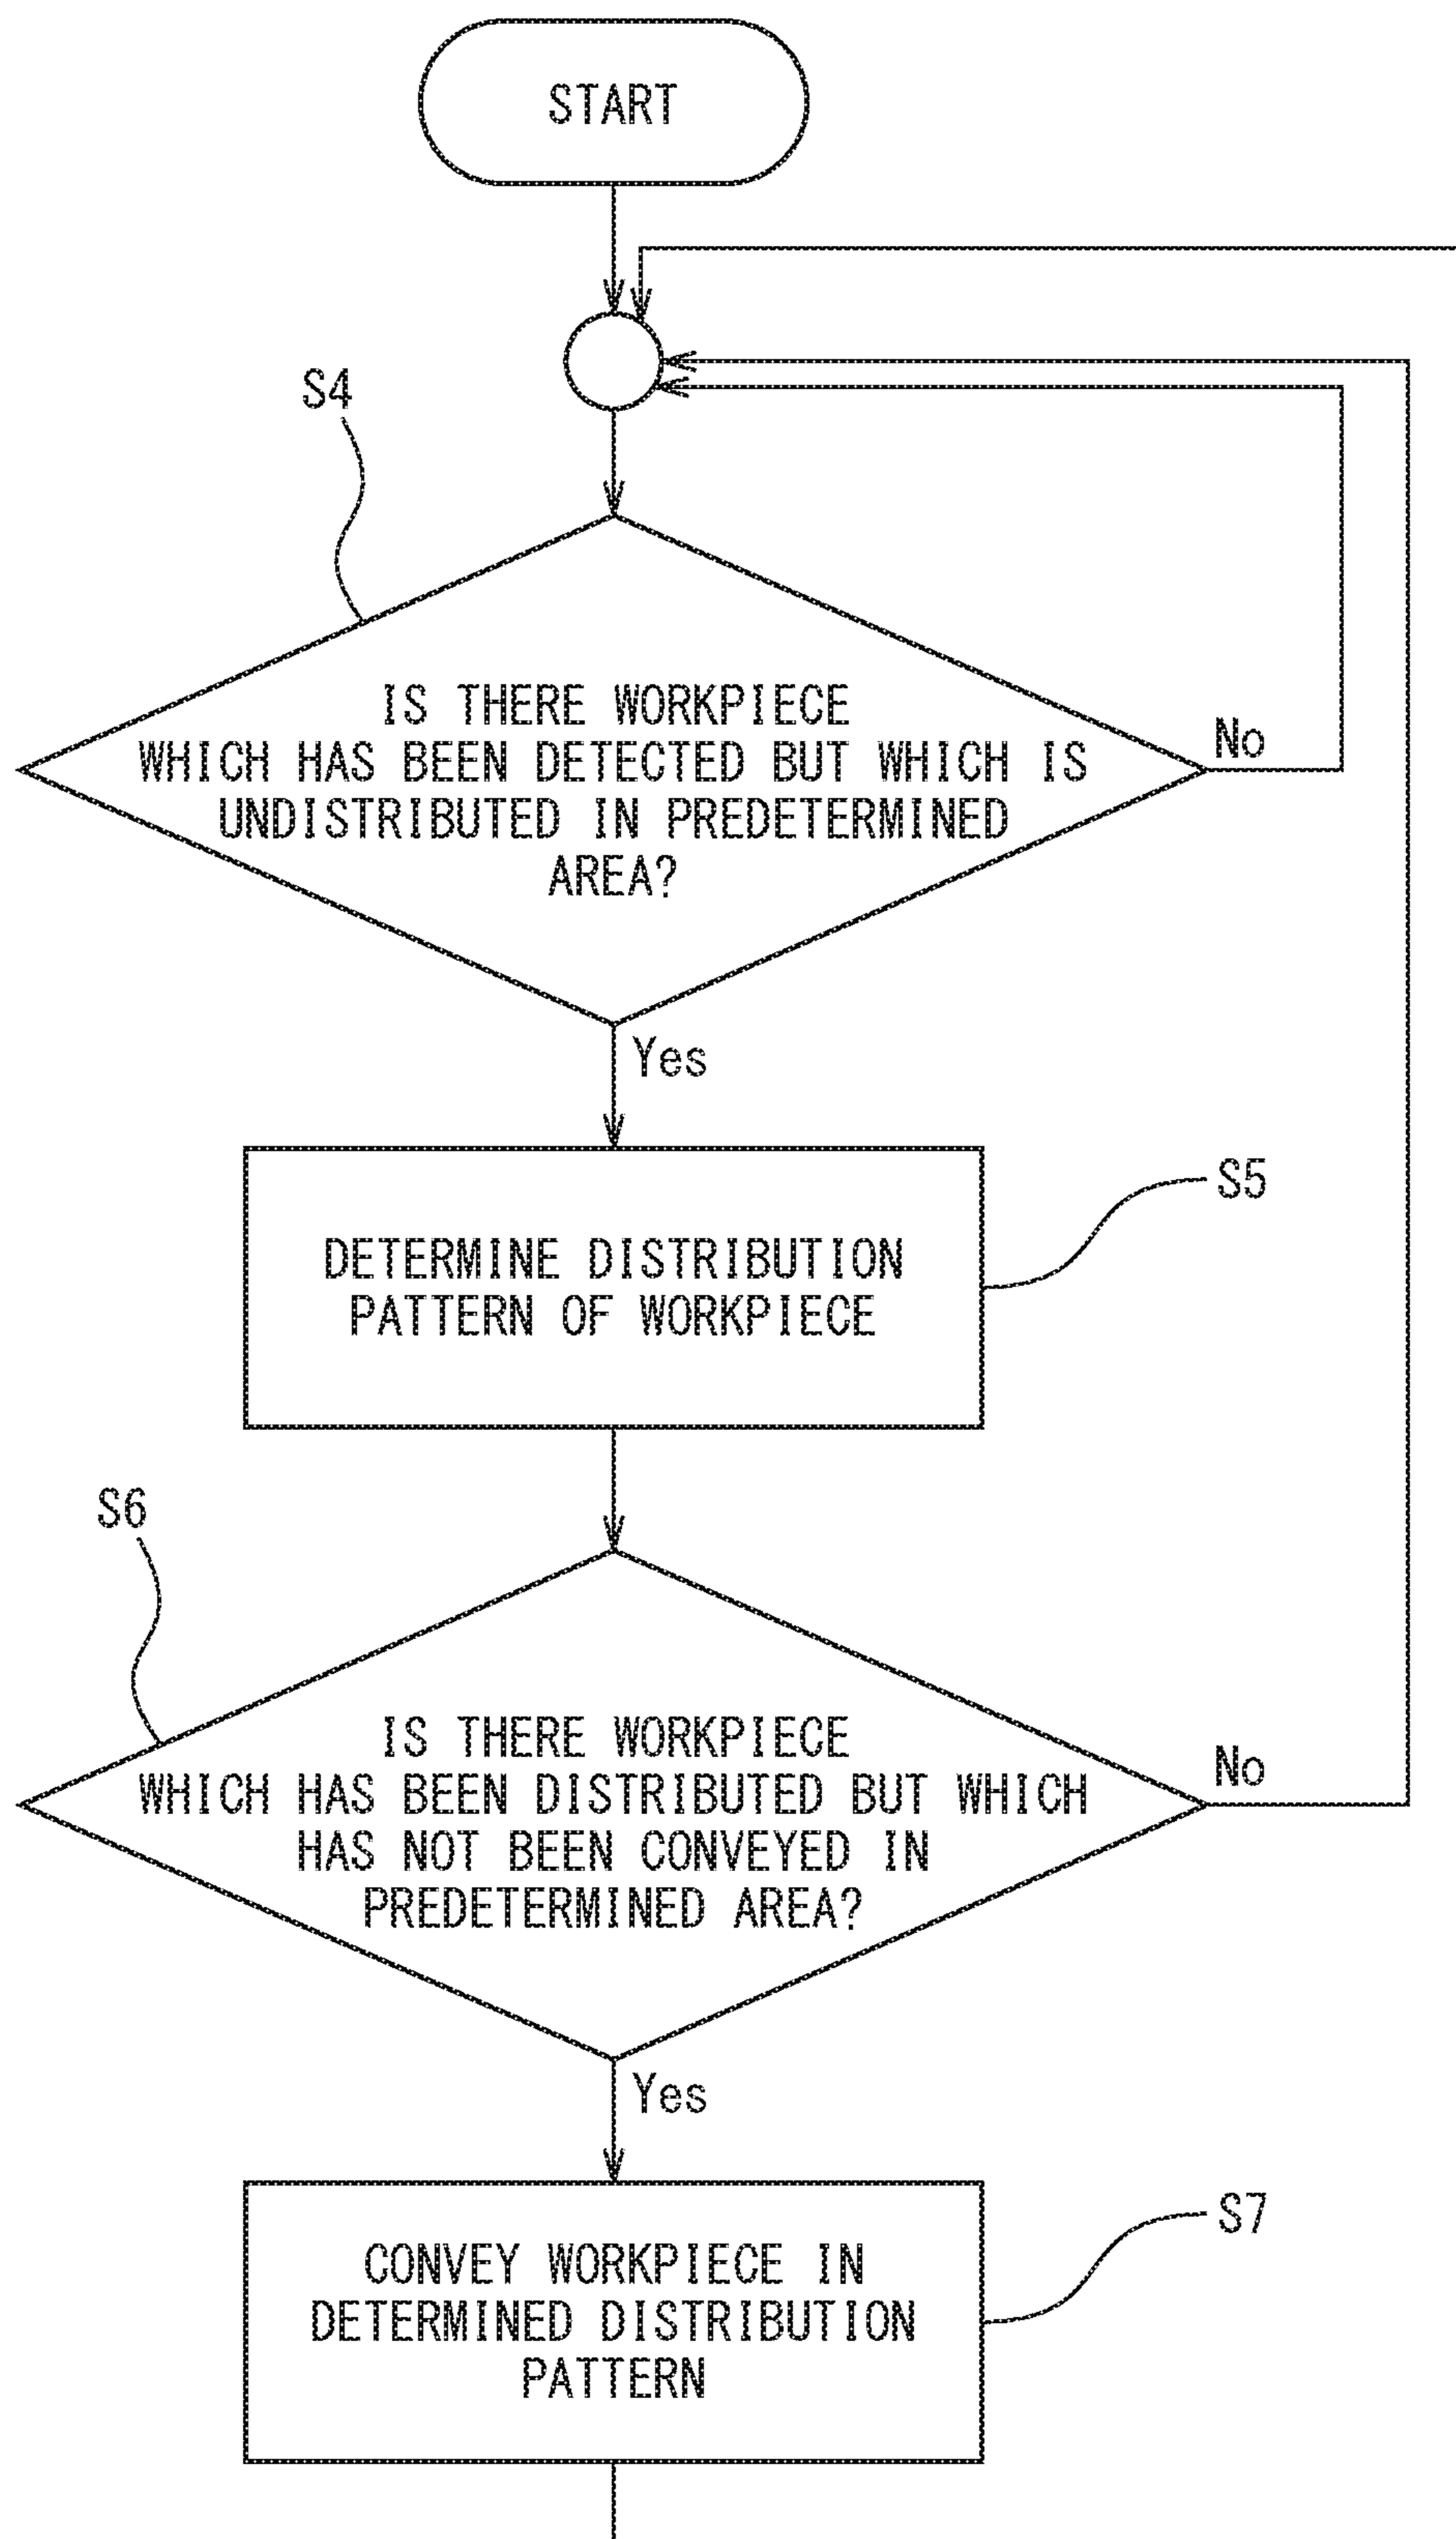 START
S4
IS THERE WORKPIECE
WHICH HAS BEEN DETECTED BUT WHICH IS
UNDISTRIBUTED IN PREDETERMINED
AREA?
No
Yes
S5
DETERMINE DISTRIBUTION
PATTERN OF WORKPIECE
S6
IS THERE WORKPIECE
WHICH HAS BEEN DISTRIBUTED BUT WHICH
HAS NOT BEEN CONVEYED IN
PREDETERMINED AREA?
No
Yes
S7
CONVEY WORKPIECE IN
DETERMINED DISTRIBUTION
PATTERN